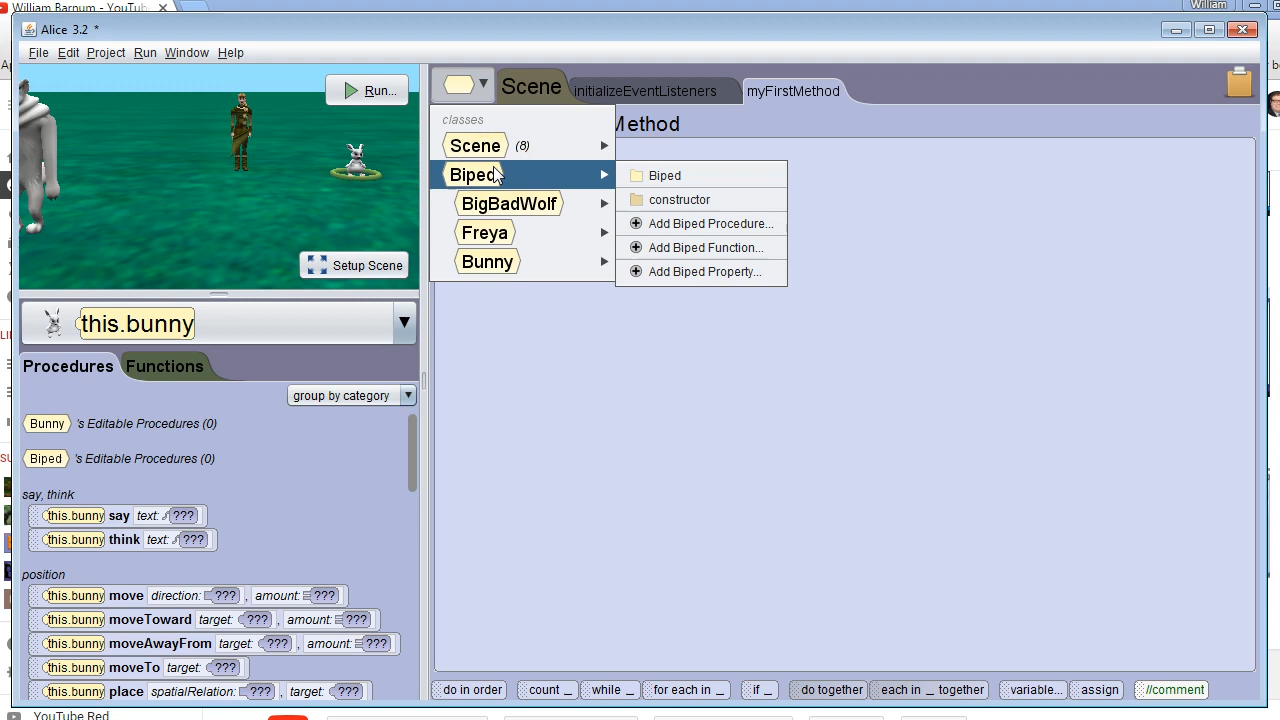 William Barnum - YouTub
William
Alice 3.2 *
File Edit Project Run Window Help
Run...
Setup Scene
Scene initializeEventListeners myFirstMethod
Method
classes
Scene (8)
Biped
BigBadWolf
Freya
Bunny
Biped
constructor
Add Biped Procedure...
Add Biped Function...
Add Biped Property...
this.bunny
Procedures Functions
group by category
Bunny 's Editable Procedures (0)
Biped 's Editable Procedures (0)
say, think
this.bunny say text: ???
this.bunny think text: ???
position
this.bunny move direction: ??? , amount: ???
this.bunny moveToward target: ??? , amount: ???
this.bunny moveAwayFrom target: ??? , amount: ???
this.bunny moveTo target: ???
this.bunny place spatialRelation: ??? , target: ???
do in order count _ while _ for each in _ if _ do together each in _ together variable... assign //comment
YouTube Red